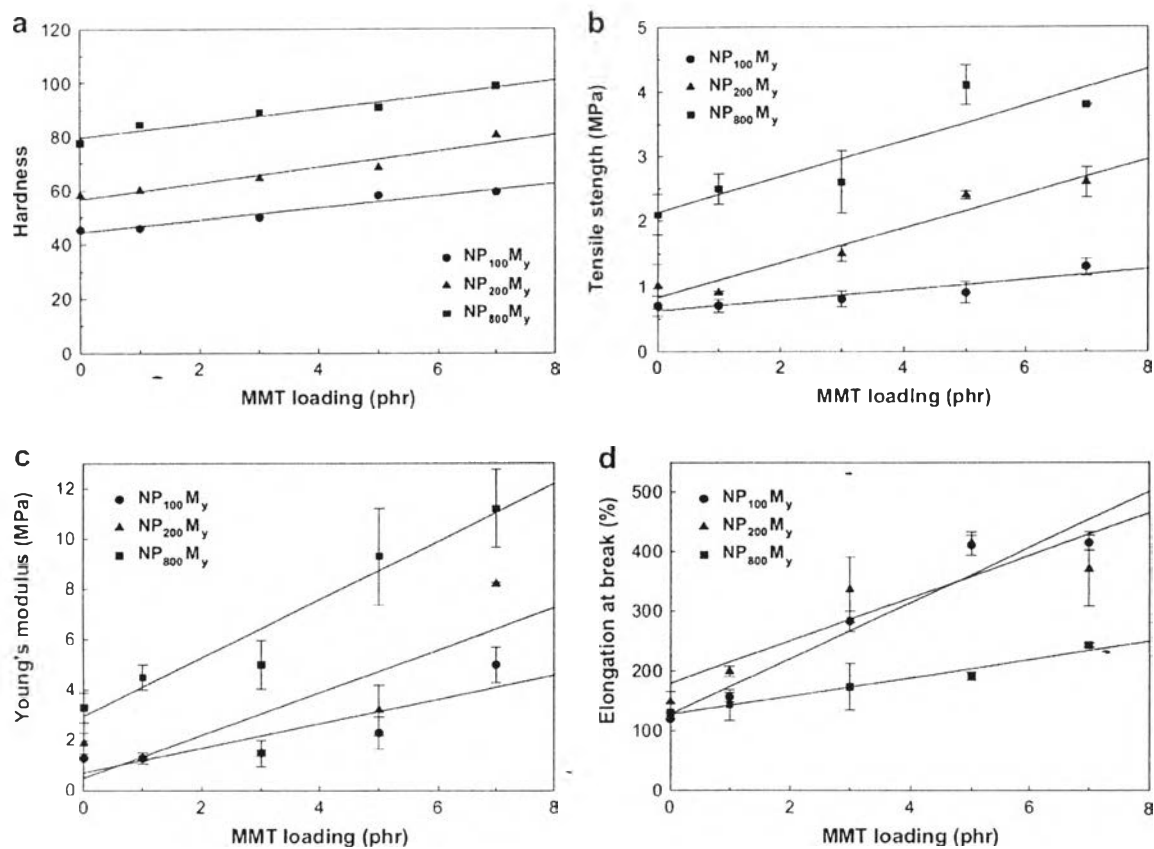 a
120
100
80
60
40
20
0
Hardness
NP100My
NP200My
NP800My
0 2 4 6 8
MMT loading (phr)
b
5
4
3
2
1
0
Tensile stength (MPa)
NP100My
NP200My
NP800My
0 2 4 6 8
MMT loading (phr)
c
12
10
8
6
4
2
0
Young's modulus (MPa)
NP100My
NP200My
NP800My
0 2 4 6 8
MMT loading (phr)
d
500
400
300
200
100
0
Elongation at break (%)
NP100My
NP200My
NP800My
0 2 4 6 8
MMT loading (phr)